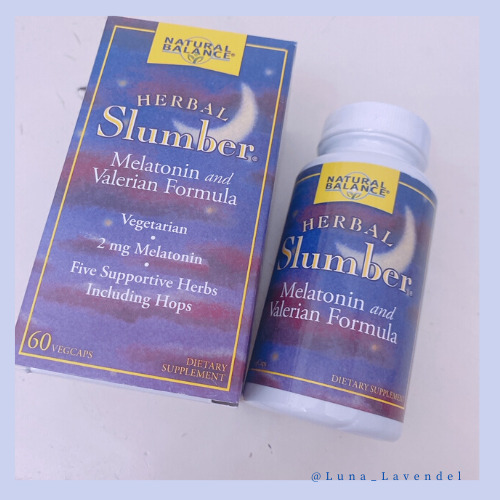 NATURAL
BALANCE®
HERBAL
Slumber®
Melatonin and
Valerian Formula
Vegetarian
•
2 mg Melatonin
•
Five Supportive Herbs
Including Hops
60 VEGCAPS
DIETARY
SUPPLEMENT
NATURAL
BALANCE®
HERBAL
Slumber®
Melatonin and
Valerian Formula
DIETARY SUPPLEMENT
@Luna_Lavendel